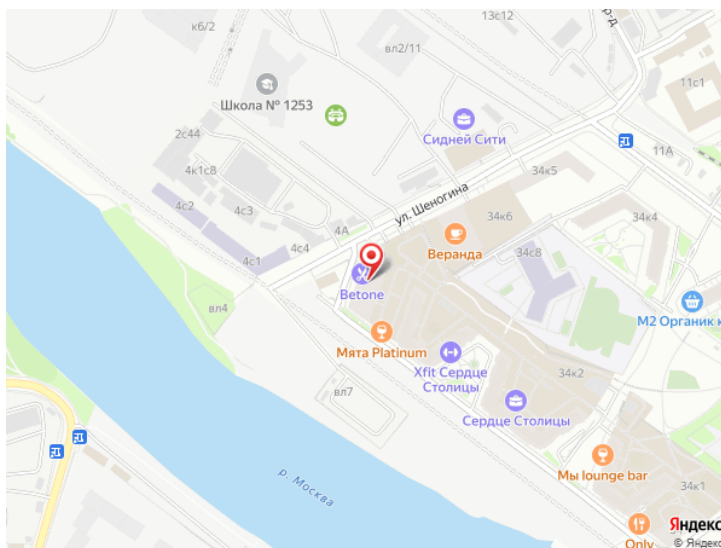 13с12
к6/2
вл2/11
р-д
11с1
Школа № 1253
Сидней Сити
2с44
11А
4к1с8
34к5
ул. Шеногина
4с2
4с3
4А
34к6
34к4
4с1
4с4
Веранда
34с8
Betone
вл4
М2 Органик к
Мята Platinum
Xfit Сердце
Столицы
34к2
вл7
Сердце Столицы
р. Москва
Мы lounge bar
34к1
Яндекс
Only
© Яндекс